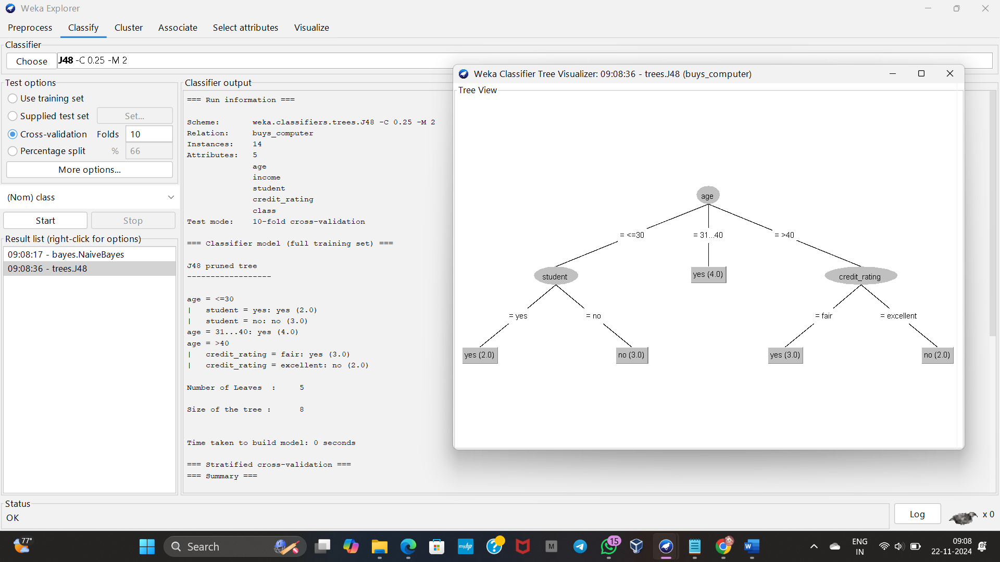 Weka Explorer
Preprocess Classify Cluster Associate Select attributes Visualize
Classifier
Choose J48 -C 0.25 -M 2
Test options
Use training set
Supplied test set Set...
Cross-validation Folds 10
Percentage split % 66
More options...
(Nom) class
Start Stop
Result list (right-click for options)
09:08:17 - bayes.NaiveBayes
09:08:36 - trees.J48
Classifier output
=== Run information ===
Scheme: weka.classifiers.trees.J48 -C 0.25 -M 2
Relation: buys_computer
Instances: 14
Attributes: 5
age
income
student
credit_rating
class
Test mode: 10-fold cross-validation
=== Classifier model (full training set) ===
J48 pruned tree
------------------
age = <=30
| student = yes: yes (2.0)
| student = no: no (3.0)
age = 31...40: yes (4.0)
age = >40
| credit_rating = fair: yes (3.0)
| credit_rating = excellent: no (2.0)
Number of Leaves : 5
Size of the tree : 8
Time taken to build model: 0 seconds
=== Stratified cross-validation ===
=== Summary ===
Weka Classifier Tree Visualizer: 09:08:36 - trees.J48 (buys_computer)
Tree View
age
= <=30 = 31...40 = >40
student yes (4.0) credit_rating
= yes = no = fair = excellent
yes (2.0) no (3.0) yes (3.0) no (2.0)
Status
OK
Log x 0
77°
Search
myhp
?
M
15
W
ENG
IN
09:08
22-11-2024